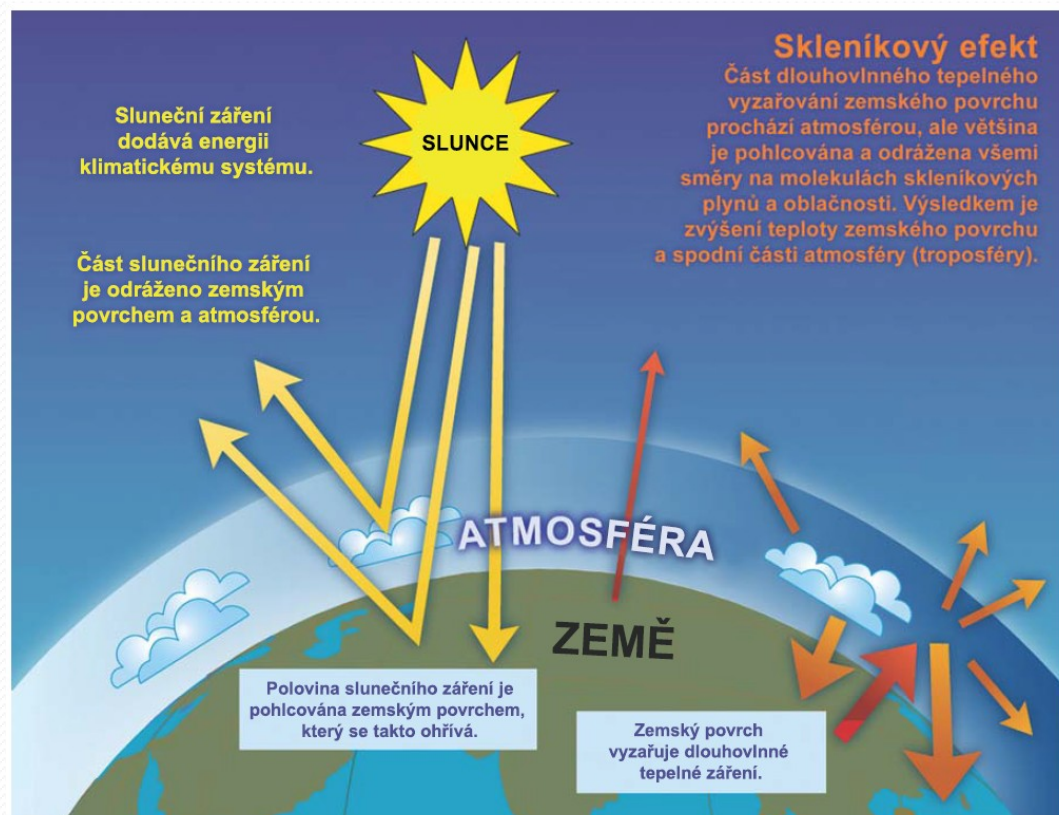 Skleníkový efekt
Část dlouhovlnného tepelného
vyzařování zemského povrchu
prochází atmosférou, ale většina
je pohlcována a odrážena všemi
směry na molekulách skleníkových
plynů a oblačnosti. Výsledkem je
zvýšení teploty zemského povrchu
a spodní části atmosféry (troposféry).
Sluneční záření
dodává energii
klimatickému systému.
SLUNCE
Část slunečního záření
je odráženo zemským
povrchem a atmosférou.
ATMOSFÉRA
ZEMĚ
Polovina slunečního záření je
pohlcována zemským povrchem,
který se takto ohřívá.
Zemský povrch
vyzařuje dlouhovlnné
tepelné záření.